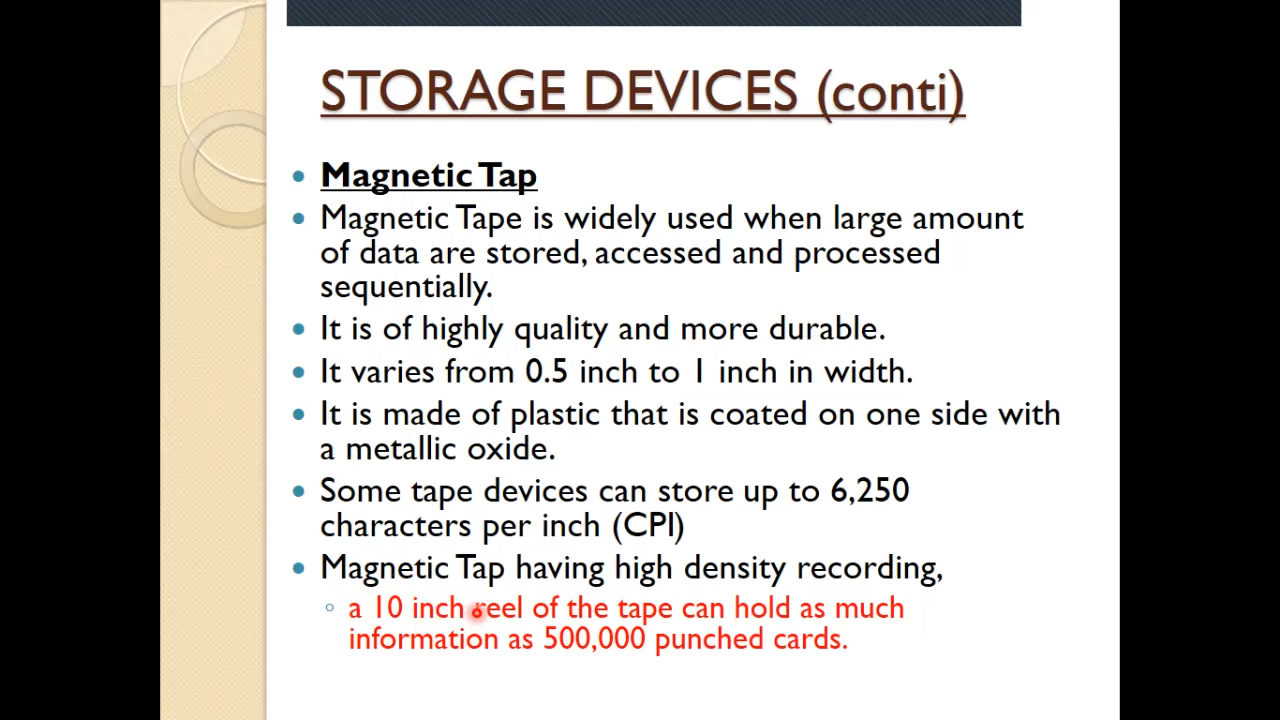 STORAGE DEVICES (conti)
Magnetic Tap
Magnetic Tape is widely used when large amount
of data are stored, accessed and processed
sequentially.
It is of highly quality and more durable.
It varies from 0.5 inch to 1 inch in width.
It is made of plastic that is coated on one side with
a metallic oxide.
Some tape devices can store up to 6,250
characters per inch (CPI)
Magnetic Tap having high density recording,
a 10 inch reel of the tape can hold as much
information as 500,000 punched cards.